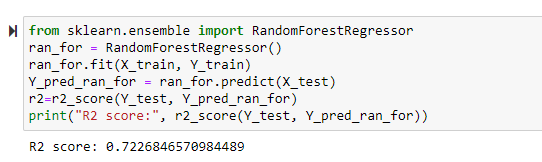 from sklearn.ensemble import RandomForestRegressor
ran_for = RandomForestRegressor()
ran_for.fit(X_train, Y_train)
Y_pred_ran_for = ran_for.predict(X_test)
r2=r2_score(Y_test, Y_pred_ran_for)
print("R2 score:", r2_score(Y_test, Y_pred_ran_for))
R2 score: 0.7226846570984489